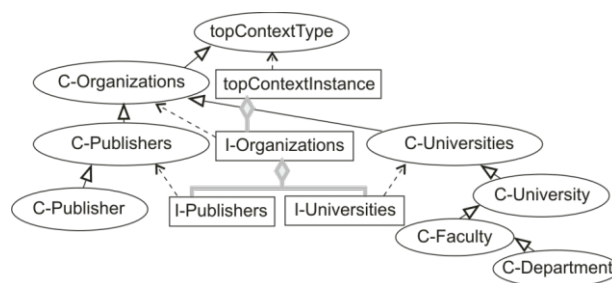 topContextType
C-Organizations
topContextInstance
C-Publishers
I-Organizations
C-Universities
C-Publisher
I-Publishers
I-Universities
C-University
C-Faculty
C-Department